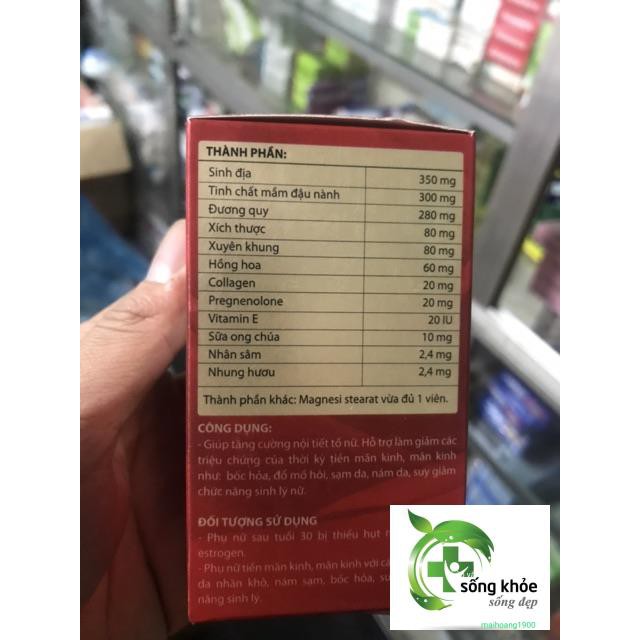 THÀNH PHẦN:
Sinh địa 350 mg
Tinh chất mầm đậu nành 300 mg
Đương quy 280 mg
Xích thược 80 mg
Xuyên khung 80 mg
Hồng hoa 60 mg
Collagen 20 mg
Pregnenolone 20 mg
Vitamin E 20 IU
Sữa ong chúa 10 mg
Nhân sâm 2,4 mg
Nhung hươu 2,4 mg
Thành phần khác: Magnesi stearat vừa đủ 1 viên.
CÔNG DỤNG:
- Giúp tăng cường nội tiết tố nữ. Hỗ trợ làm giảm các
triệu chứng của thời kỳ tiền mãn kinh, mãn kinh
như: bốc hỏa, đổ mồ hôi, sạm da, nám da, suy giảm
chức năng sinh lý nữ.
ĐỐI TƯỢNG SỬ DỤNG
- Phụ nữ sau tuổi 30 bị thiếu hụt
estrogen.
- Phụ nữ tiền mãn kinh, mãn kinh với
da nhăn khô, nám sạm, bốc hỏa,
năng sinh lý.
sống khỏe
sống đẹp
maihoang1900